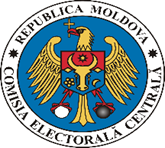 REPUBLICA MOLDOVA
COMISIA ELECTORALĂ CENTRALĂ